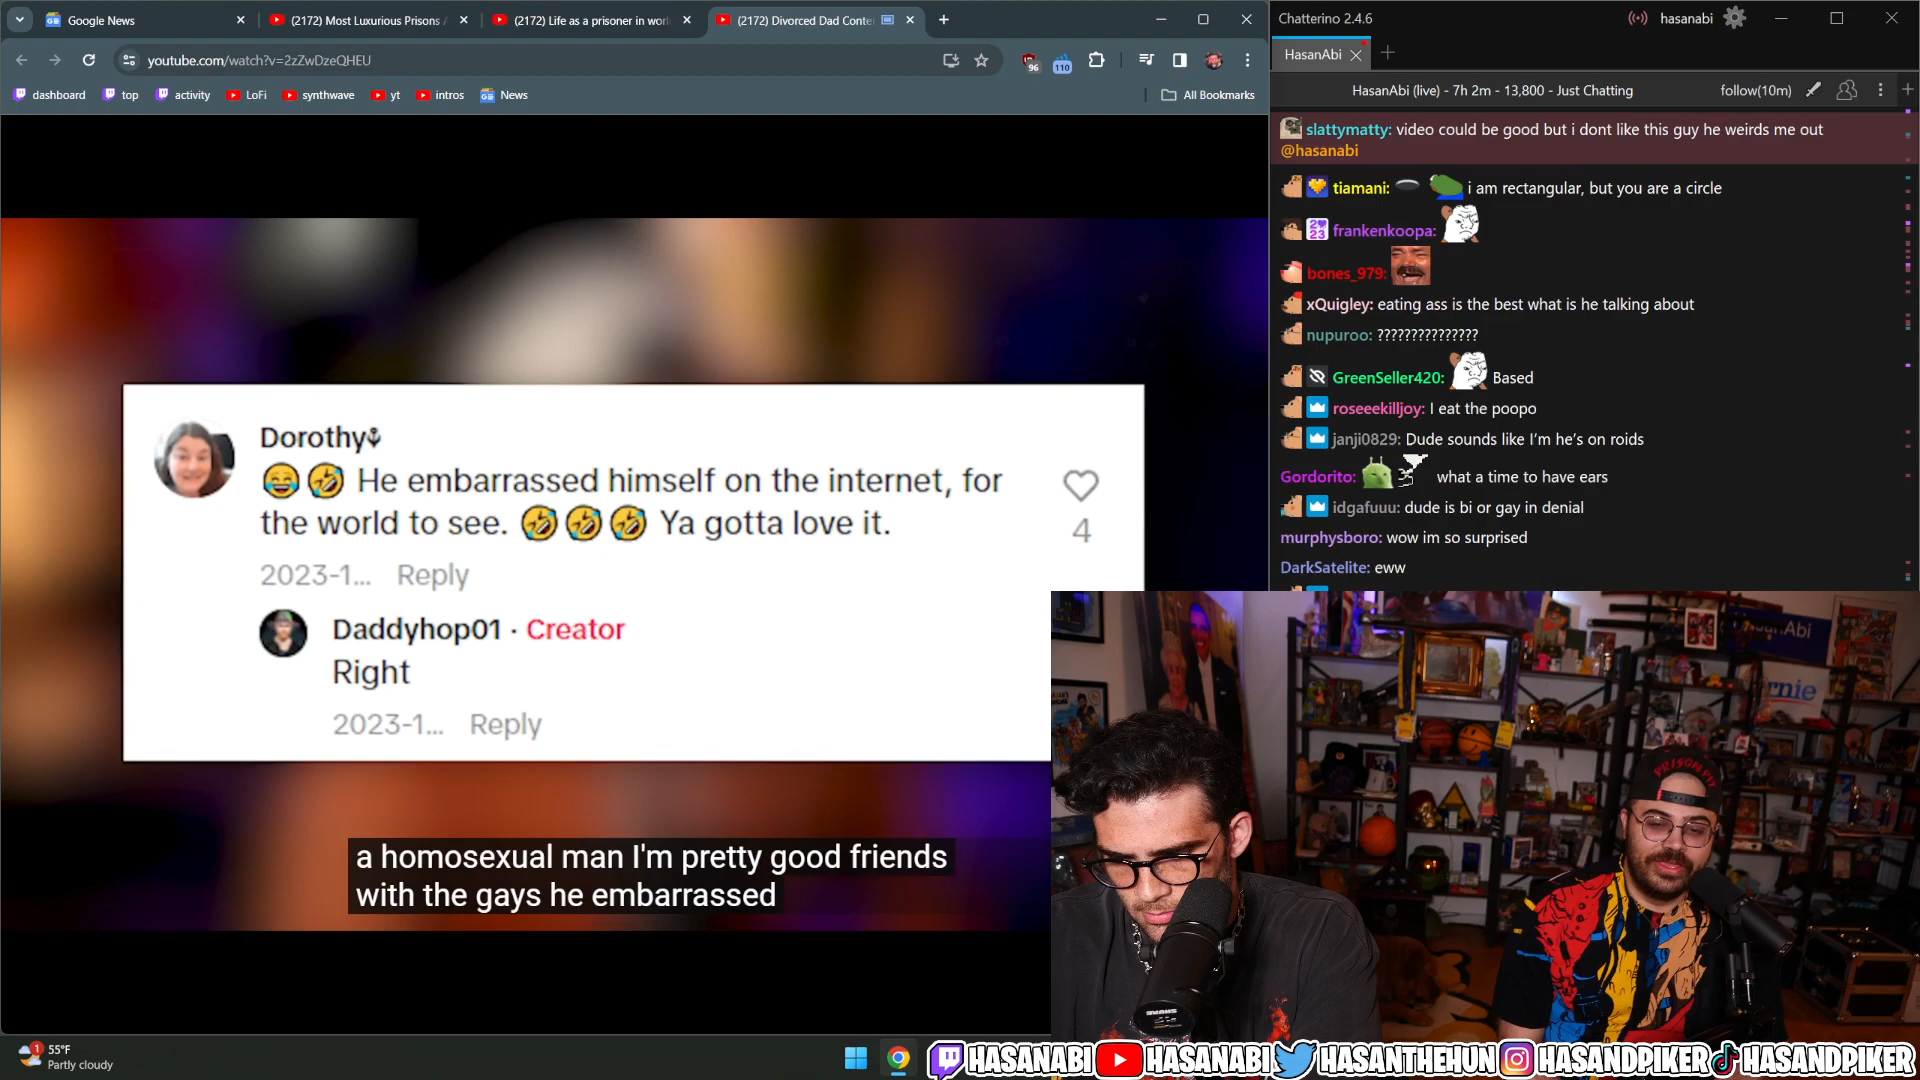 Google News
(2172) Most Luxurious Prisons
(2172) Life as a prisoner in wor
(2172) Divorced Dad Conte
youtube.com/watch?v=2zZwDzeQHEU
96
110
dashboard
top
activity
LoFi
synthwave
yt
intros
News
All Bookmarks
Dorothy
😂🤣 He embarrassed himself on the internet, for
the world to see. 🤣🤣🤣 Ya gotta love it.
4
2023-1... Reply
Daddyhop01 · Creator
Right
2023-1... Reply
a homosexual man I'm pretty good friends
with the gays he embarrassed
Chatterino 2.4.6
hasanabi
HasanAbi
HasanAbi (live) - 7h 2m - 13,800 - Just Chatting
follow(10m)
slattymatty: video could be good but i dont like this guy he weirds me out
@hasanabi
tiamani: i am rectangular, but you are a circle
frankenkoopa:
bones_979:
xQuigley: eating ass is the best what is he talking about
nupuroo: ???????????????
GreenSeller420: Based
roseeekilljoy: I eat the poopo
janji0829: Dude sounds like I'm he's on roids
Gordorito: what a time to have ears
idgafuuu: dude is bi or gay in denial
murphysboro: wow im so surprised
DarkSatelite: eww
PRISON PIT
1
55°F
Partly cloudy
HASANABI
HASANABI
HASANTHEHUN
HASANDPIKER
HASANDPIKER